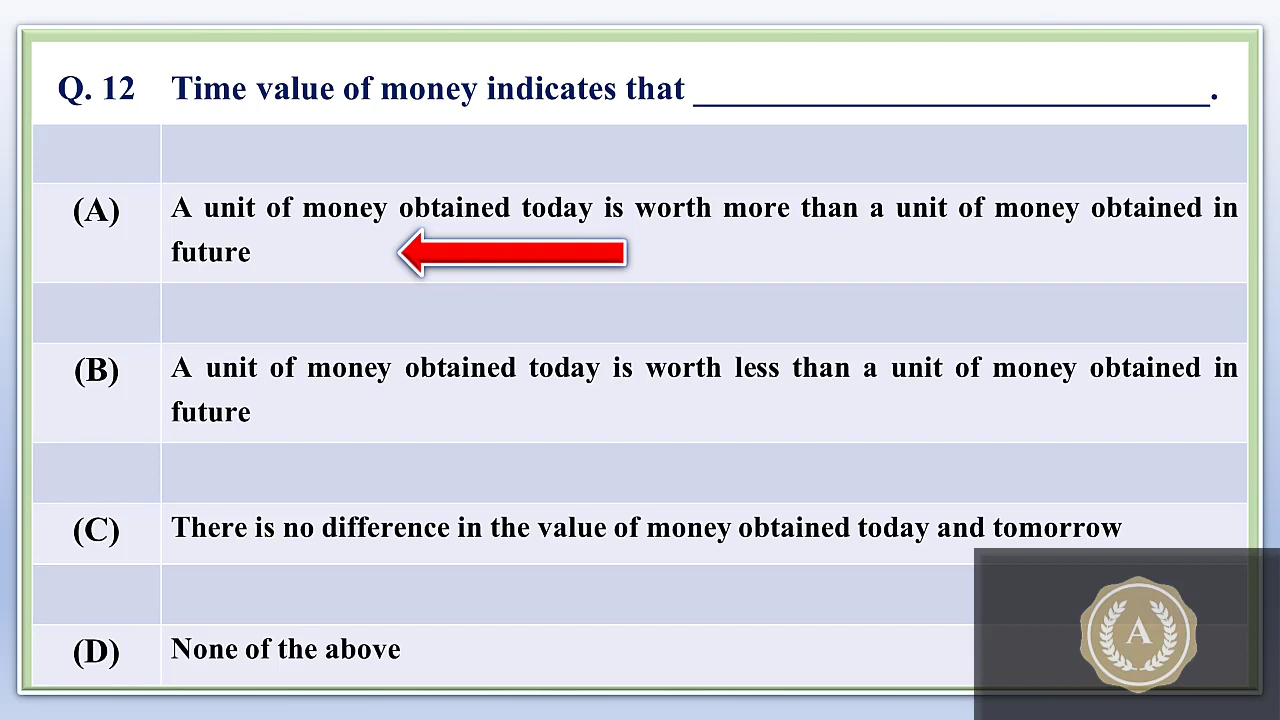 Q. 12 Time value of money indicates that ______________________________.
(A) A unit of money obtained today is worth more than a unit of money obtained in
future
(B) A unit of money obtained today is worth less than a unit of money obtained in
future
(C) There is no difference in the value of money obtained today and tomorrow
(D) None of the above
A